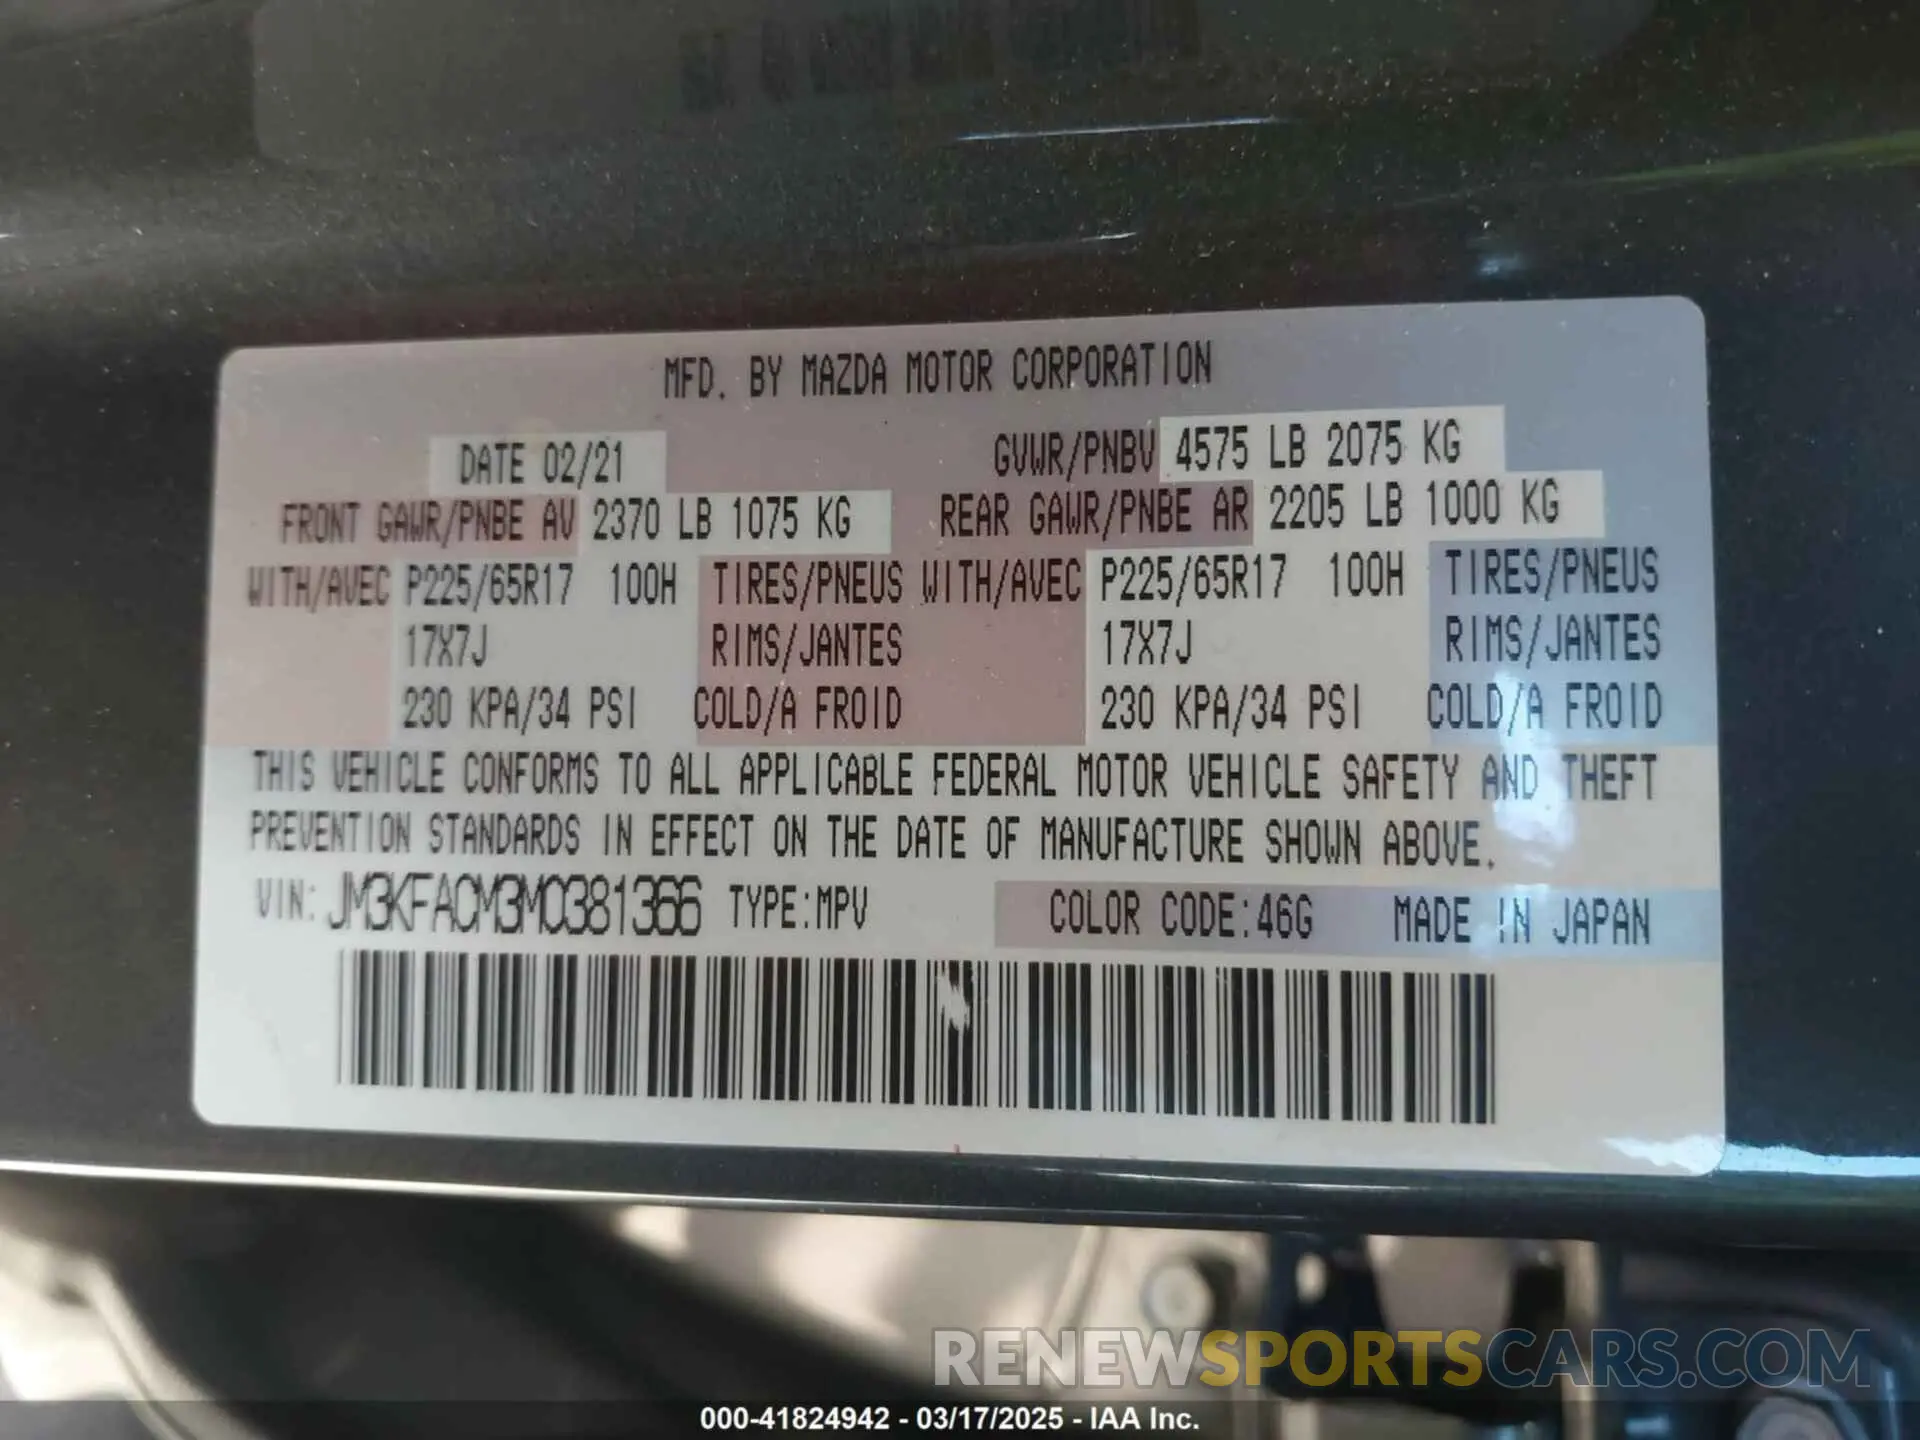 MFD. BY MAZDA MOTOR CORPORATION
DATE 02/21 GVWR/PNBV 4575 LB 2075 KG
FRONT GAWR/PNBE AV 2370 LB 1075 KG REAR GAWR/PNBE AR 2205 LB 1000 KG
WITH/AVEC P225/65R17 100H TIRES/PNEUS WITH/AVEC P225/65R17 100H TIRES/PNEUS
17X7J RIMS/JANTES 17X7J RIMS/JANTES
230 KPA/34 PSI COLD/A FROID 230 KPA/34 PSI COLD/A FROID
THIS VEHICLE CONFORMS TO ALL APPLICABLE FEDERAL MOTOR VEHICLE SAFETY AND THEFT
PREVENTION STANDARDS IN EFFECT ON THE DATE OF MANUFACTURE SHOWN ABOVE.
VIN: JM3KFACM3M0381366 TYPE:MPV COLOR CODE:46G MADE IN JAPAN
RENEWSPORTSCARS.COM
000-41824942 - 03/17/2025 - IAA Inc.